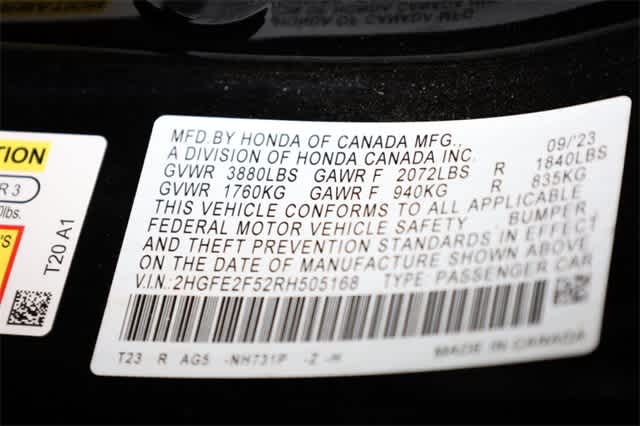 ION
R 3
0lbs.
'S
T20 A1
MFD.BY HONDA OF CANADA MFG.,
A DIVISION OF HONDA CANADA INC. 09/'23
GVWR 3880LBS GAWR F 2072LBS R 1840LBS
GVWR 1760KG GAWR F 940KG R 835KG
THIS VEHICLE CONFORMS TO ALL APPLICABLE
FEDERAL MOTOR VEHICLE SAFETY BUMPER,
AND THEFT PREVENTION STANDARDS IN EFFECT
ON THE DATE OF MANUFACTURE SHOWN ABOVE.
V.I.N.:2HGFE2F52RH505168 TYPE: PASSENGER CAR
T23 R AG5 -NH731P -Z -H MADE IN CANADA